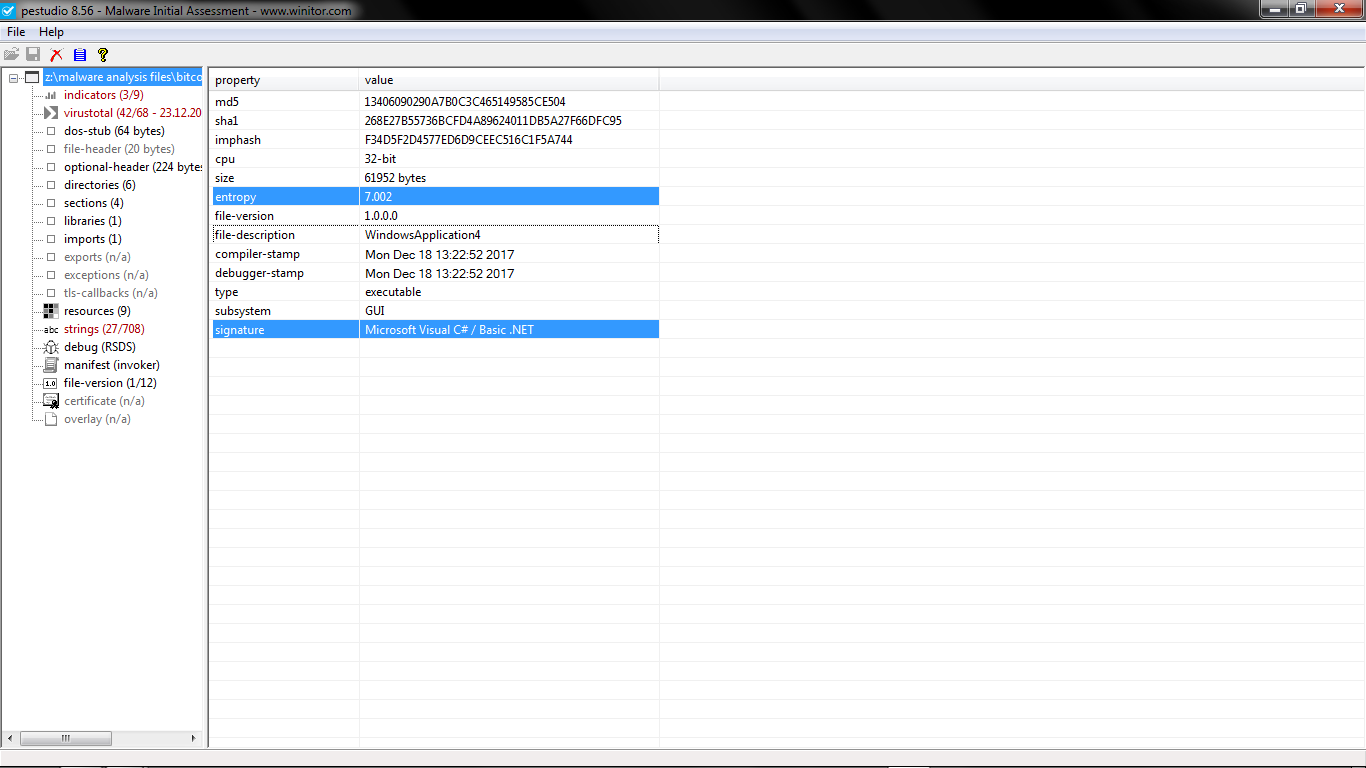 pestudio 8.56 - Malware Initial Assessment - www.winitor.com
File Help
z:\malware analysis files\bitco
indicators (3/9)
virustotal (42/68 - 23.12.20
dos-stub (64 bytes)
file-header (20 bytes)
optional-header (224 bytes
directories (6)
sections (4)
libraries (1)
imports (1)
exports (n/a)
exceptions (n/a)
tls-callbacks (n/a)
resources (9)
abc strings (27/708)
debug (RSDS)
manifest (invoker)
1.0 file-version (1/12)
certificate (n/a)
overlay (n/a)
property value
md5 13406090290A7B0C3C465149585CE504
sha1 268E27B55736BCFD4A89624011DB5A27F66DFC95
imphash F34D5F2D4577ED6D9CEEC516C1F5A744
cpu 32-bit
size 61952 bytes
entropy 7.002
file-version 1.0.0.0
file-description WindowsApplication4
compiler-stamp Mon Dec 18 13:22:52 2017
debugger-stamp Mon Dec 18 13:22:52 2017
type executable
subsystem GUI
signature Microsoft Visual C# / Basic .NET